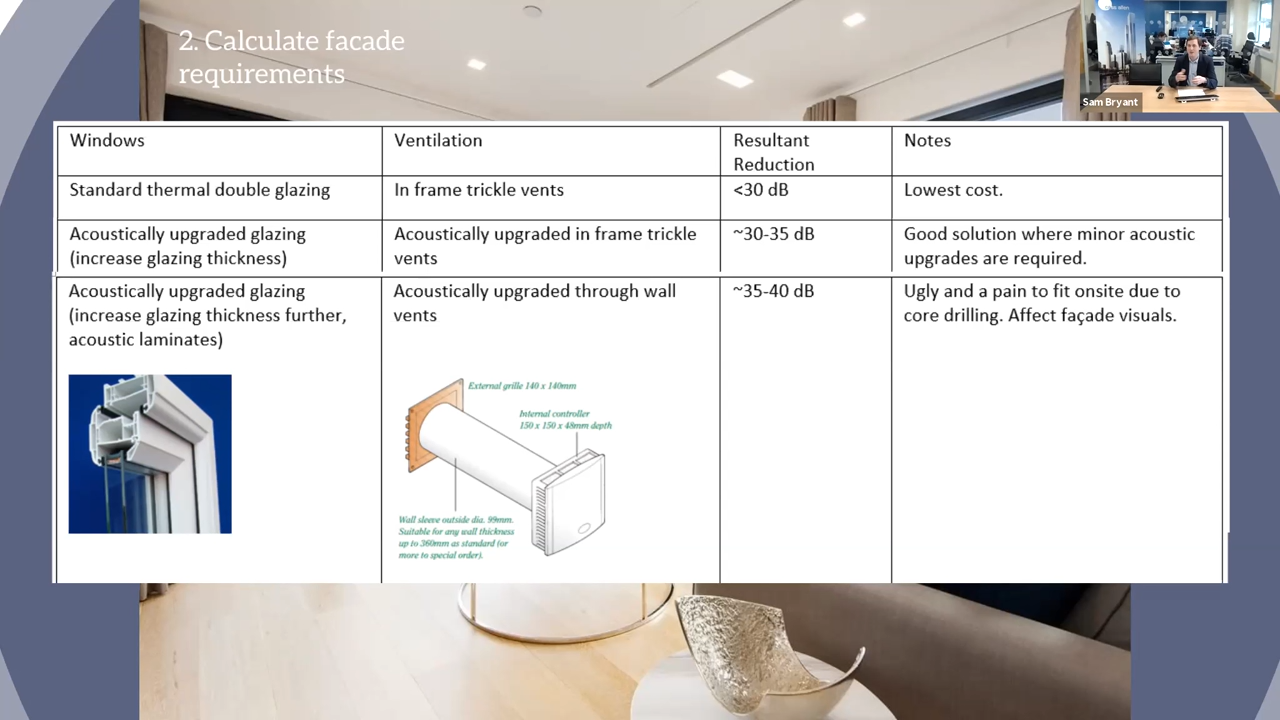 2. Calculate facade
requirements
Sam Bryant
Windows
Ventilation
Resultant
Reduction
Notes
Standard thermal double glazing
In frame trickle vents
<30 dB
Lowest cost.
Acoustically upgraded glazing
(increase glazing thickness)
Acoustically upgraded in frame trickle
vents
~30-35 dB
Good solution where minor acoustic
upgrades are required.
Acoustically upgraded glazing
(increase glazing thickness further,
acoustic laminates)
Acoustically upgraded through wall
vents
~35-40 dB
Ugly and a pain to fit onsite due to
core drilling. Affect façade visuals.
External grille 140 x 140mm
Internal controller
150 x 150 x 48mm depth
Wall sleeve outside dia. 99mm.
Suitable for any wall thickness
up to 360mm as standard (or
more to special order).